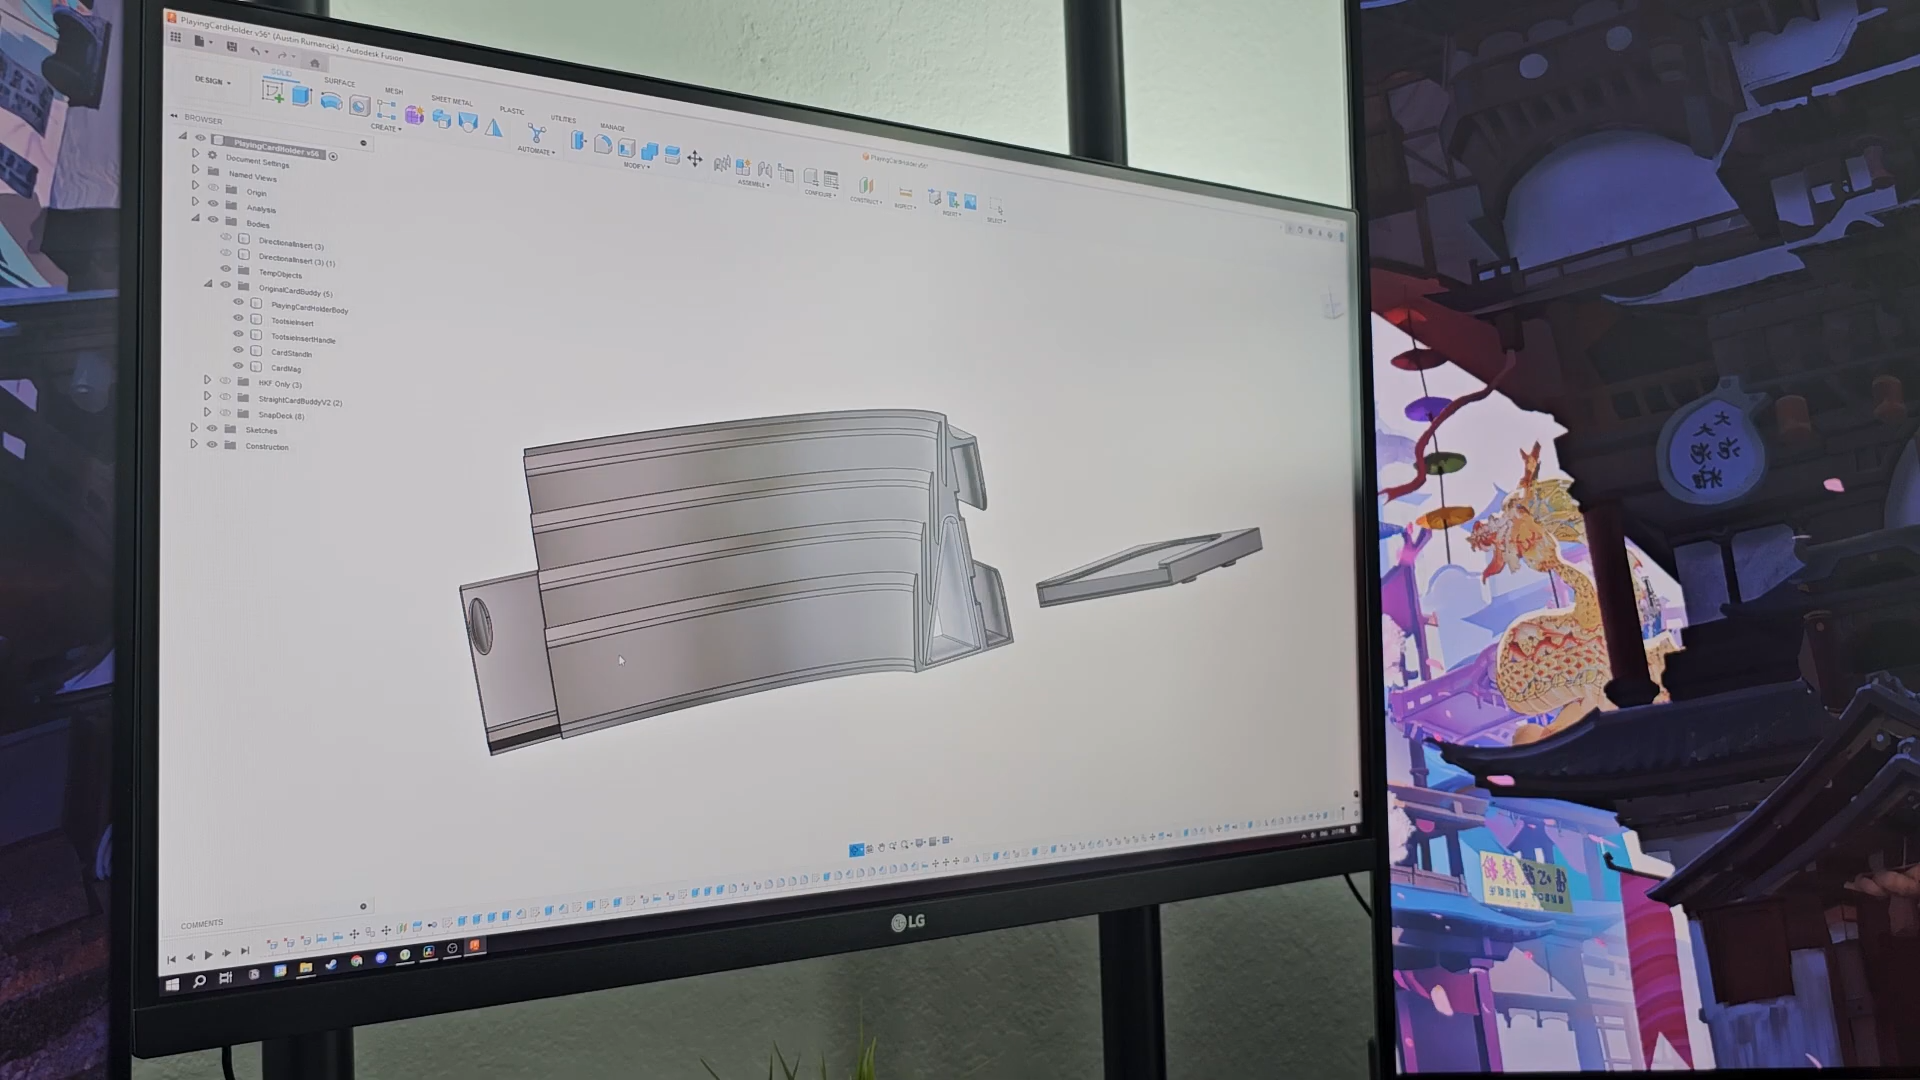 PlayingCardHolder v56* (Austin Rumancik) - Autodesk Fusion
PlayingCardHolder v56*
DESIGN
SOLID
SURFACE
MESH
SHEET METAL
PLASTIC
UTILITIES
MANAGE
CREATE
AUTOMATE
MODIFY
ASSEMBLE
CONFIGURE
CONSTRUCT
INSPECT
INSERT
SELECT
BROWSER
PlayingCardHolder v56
Document Settings
Named Views
Origin
Analysis
Bodies
DirectionalInsert (3)
DirectionalInsert (3) (1)
TempObjects
OriginalCardBuddy (5)
PlayingCardHolderBody
TootsieInsert
TootsieInsertHandle
CardStandIn
CardMag
HKF Only (3)
StraightCardBuddyV2 (2)
SnapDeck (8)
Sketches
Construction
COMMENTS
LG